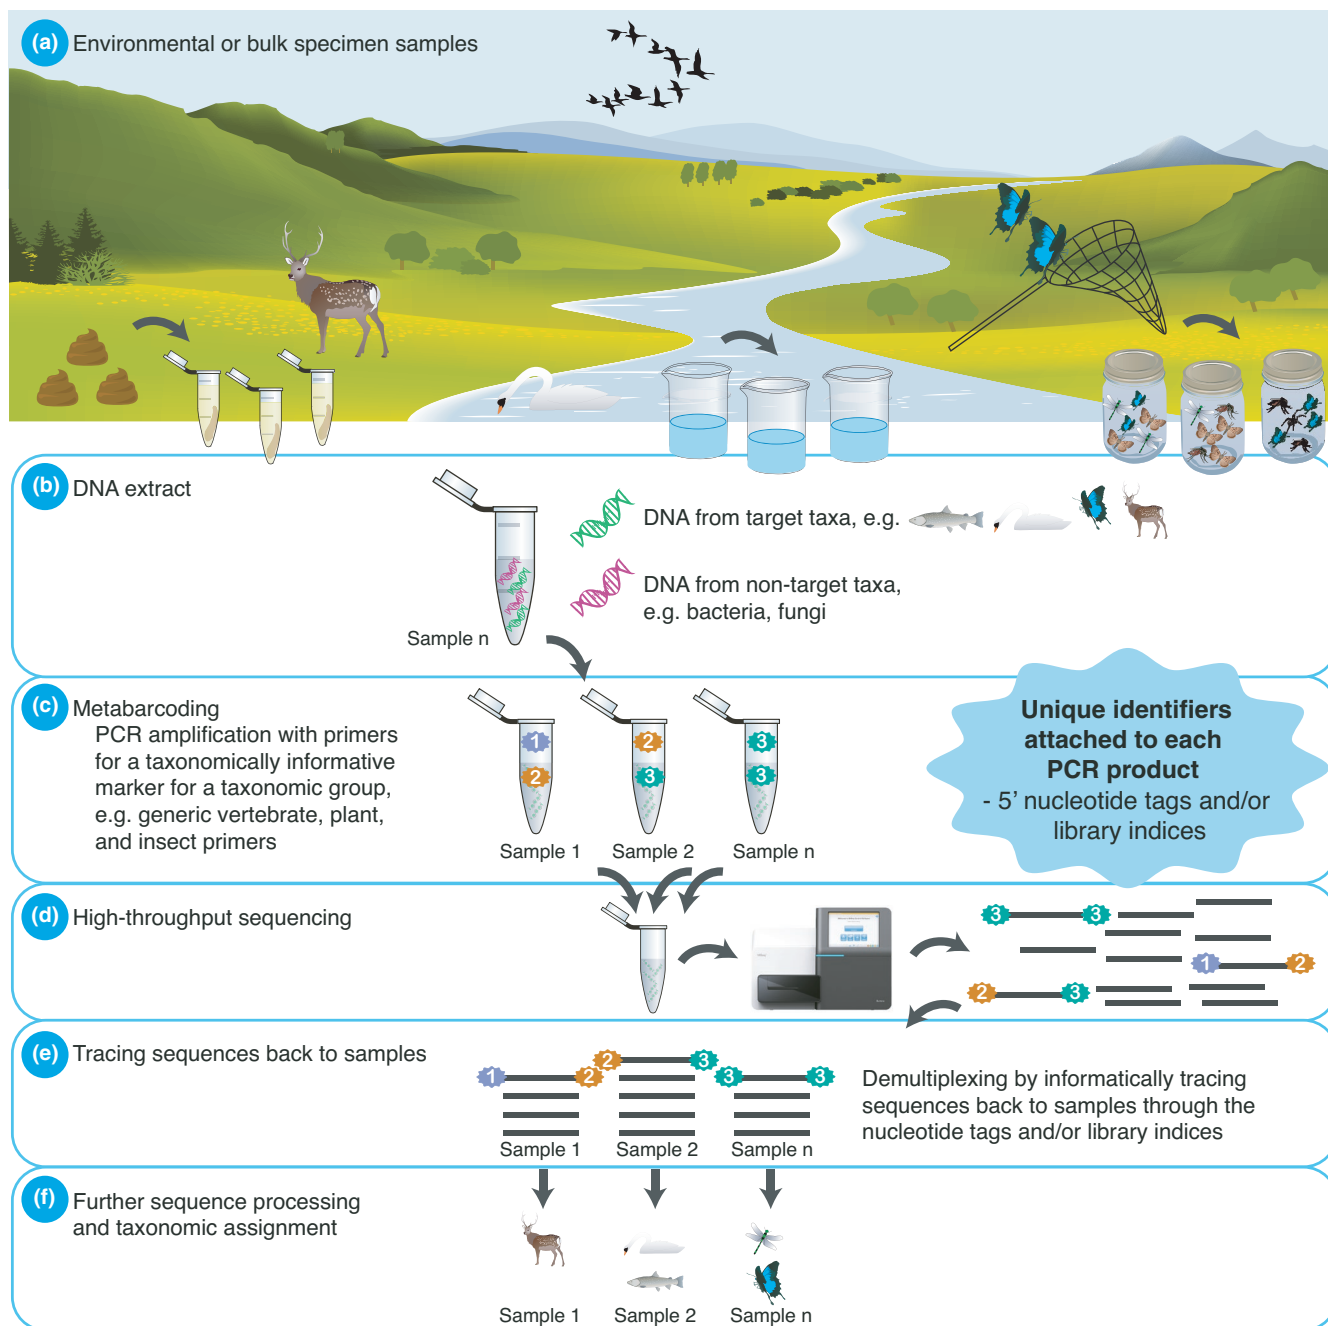 (a) Environmental or bulk specimen samples
(b) DNA extract
DNA from target taxa, e.g.
DNA from non-target taxa,
e.g. bacteria, fungi
Sample n
(c) Metabarcoding
PCR amplification with primers
for a taxonomically informative
marker for a taxonomic group,
e.g. generic vertebrate, plant,
and insect primers
1
2
2
3
3
3
Sample 1
Sample 2
Sample n
Unique identifiers
attached to each
PCR product
- 5’ nucleotide tags and/or
library indices
(d) High-throughput sequencing
3
3
1
2
2
3
(e) Tracing sequences back to samples
1
2
2
3
3
3
Sample 1
Sample 2
Sample n
Demultiplexing by informatically tracing
sequences back to samples through the
nucleotide tags and/or library indices
(f) Further sequence processing
and taxonomic assignment
Sample 1
Sample 2
Sample n